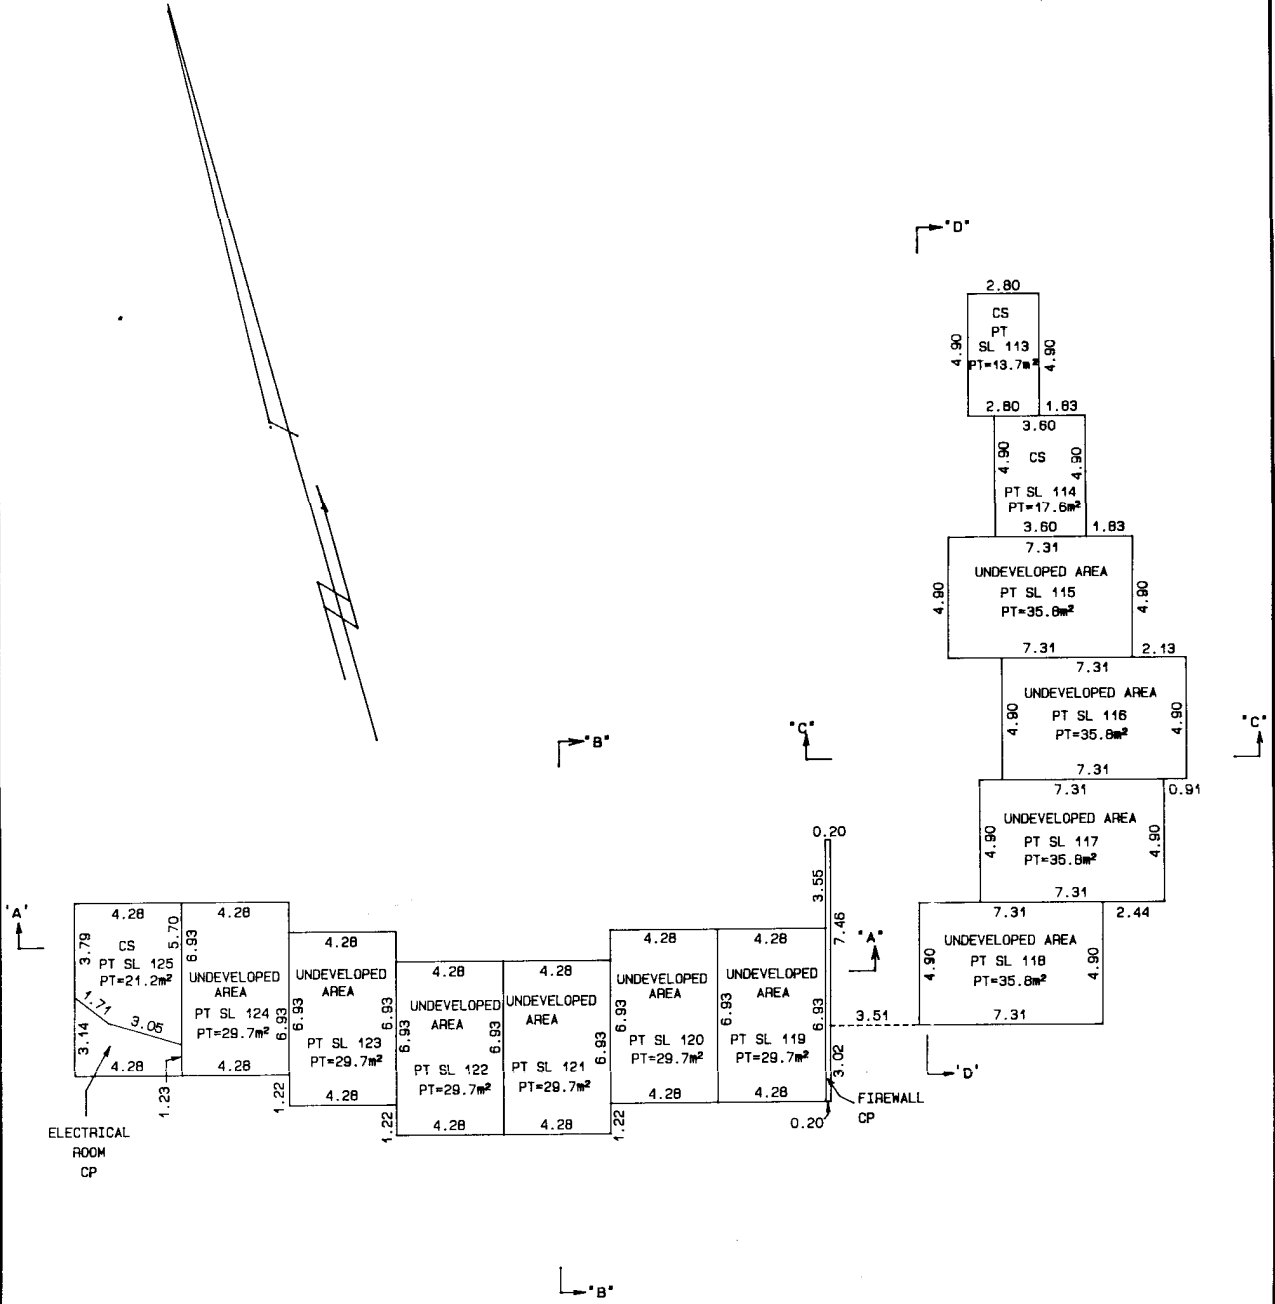 "D"
2.80
CS
PT
SL 113
PT=13.7m²
4.90
4.90
2.80
1.83
3.60
4.90
CS
4.90
PT SL 114
PT=17.6m²
3.60
1.83
7.31
UNDEVELOPED AREA
PT SL 115
PT=35.8m²
4.90
4.90
7.31
2.13
7.31
UNDEVELOPED AREA
PT SL 116
PT=35.8m²
4.90
4.90
7.31
"B"
"C"
"C"
7.31
0.91
UNDEVELOPED AREA
PT SL 117
PT=35.8m²
4.90
4.90
7.31
0.20
3.55
7.46
7.31
2.44
UNDEVELOPED AREA
PT SL 118
PT=35.8m²
4.90
4.90
7.31
3.51
"A"
'D'
'A'
4.28
CS
PT SL 125
PT=21.2m²
3.79
5.70
1.71
3.05
3.14
4.28
1.23
ELECTRICAL
ROOM
CP
4.28
6.93
UNDEVELOPED
AREA
PT SL 124
PT=29.7m²
6.93
4.28
1.22
4.28
UNDEVELOPED
AREA
6.93
6.93
PT SL 123
PT=29.7m²
4.28
1.22
4.28
UNDEVELOPED
AREA
6.93
6.93
PT SL 122
PT=29.7m²
4.28
4.28
UNDEVELOPED
AREA
6.93
PT SL 121
PT=29.7m²
4.28
1.22
4.28
UNDEVELOPED
AREA
6.93
PT SL 120
PT=29.7m²
4.28
4.28
UNDEVELOPED
AREA
6.93
6.93
PT SL 119
PT=29.7m²
4.28
3.02
FIREWALL
CP
0.20
"B"